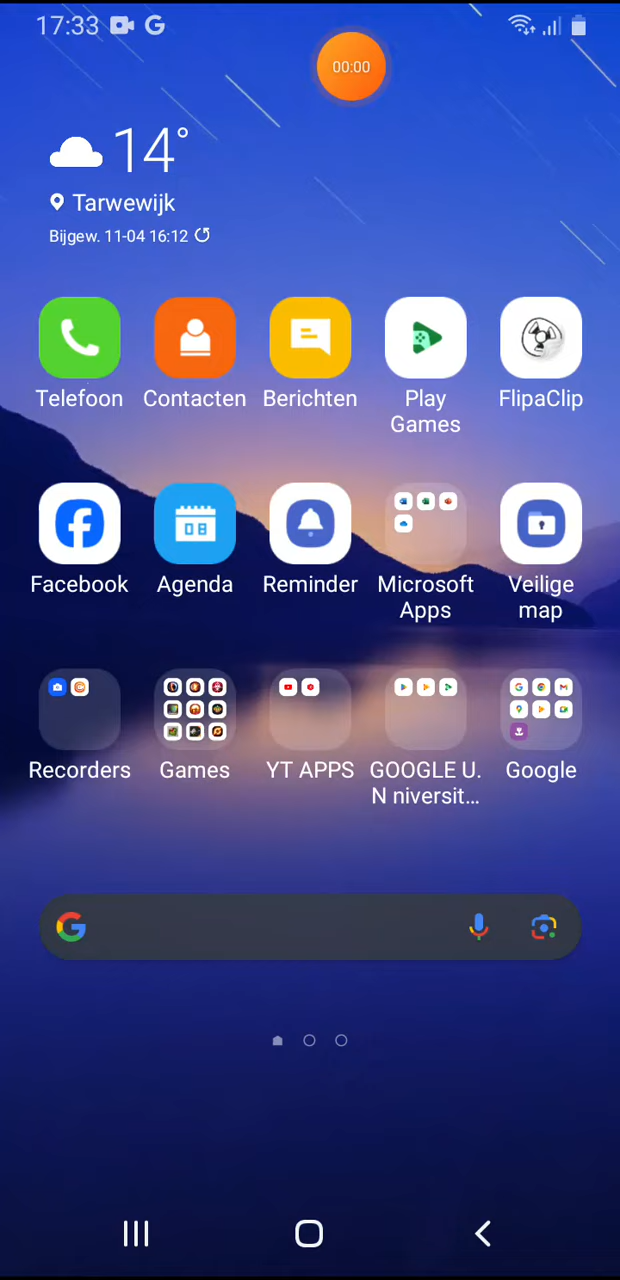 17:33
00:00
14°
Tarwewijk
Bijgew. 11-04 16:12
Telefoon Contacten Berichten Play Games FlipaClip
Facebook Agenda Reminder Microsoft Apps Veilige map
Recorders Games YT APPS GOOGLE U.N niversit... Google